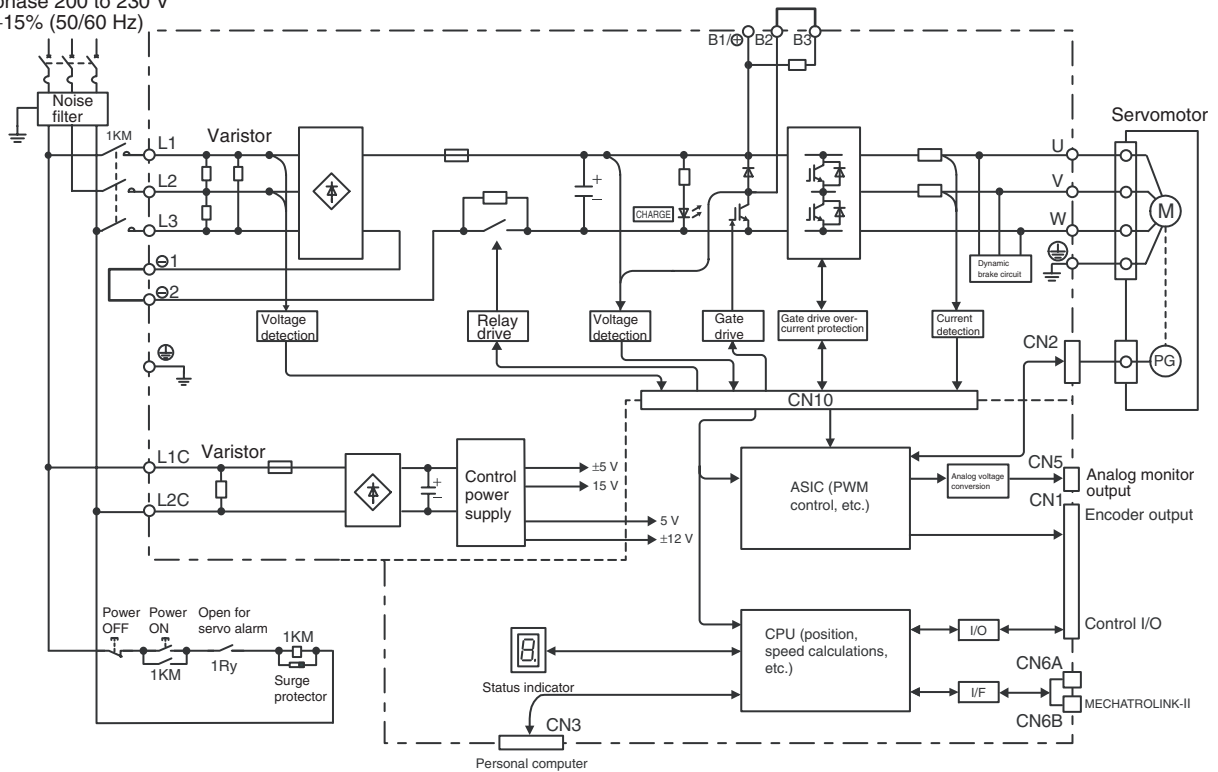 phase 200 to 230 V
-15% (50/60 Hz)
B1/⊕ B2 B3
Noise
filter
1KM
L1
L2
L3
Varistor
CHARGE
Servomotor
U
V
W
M
⊖1
⊖2
Voltage
detection
Relay
drive
Voltage
detection
Gate
drive
Gate drive over-
current protection
Current
detection
Dynamic
brake circuit
CN2
PG
CN10
L1C
Varistor
L2C
Control
power
supply
±5 V
15 V
5 V
±12 V
ASIC (PWM
control, etc.)
Analog voltage
conversion
CN5
Analog monitor
output
CN1
Encoder output
Power
OFF
Power
ON
Open for
servo alarm
1KM
1KM
1Ry
Surge
protector
8.
Status indicator
CPU (position,
speed calculations,
etc.)
I/O
Control I/O
I/F
CN6A
MECHATROLINK-II
CN6B
CN3
Personal computer